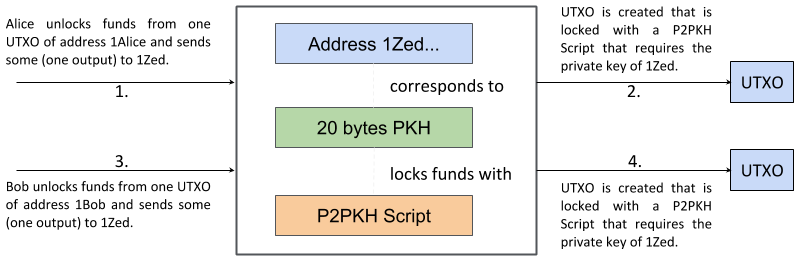 Alice unlocks funds from one
UTXO of address 1Alice and sends
some (one output) to 1Zed.
1.
3.
Bob unlocks funds from one UTXO
of address 1Bob and sends some
(one output) to 1Zed.
Address 1Zed...
corresponds to
20 bytes PKH
locks funds with
P2PKH Script
UTXO is created that is
locked with a P2PKH
Script that requires the
private key of 1Zed.
2.
UTXO
4.
UTXO
UTXO is created that is
locked with a P2PKH
Script that requires the
private key of 1Zed.